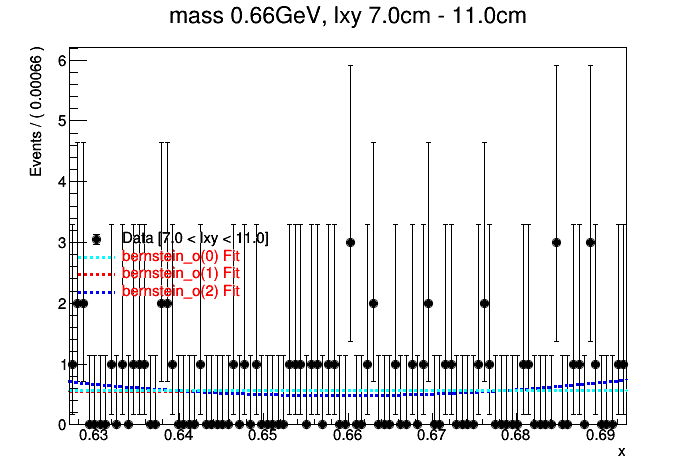 mass 0.66GeV, lxy 7.0cm - 11.0cm
Events / ( 0.00066 )
6
5
4
3
2
1
0
Data [7.0 < lxy < 11.0]
bernstein_o(0) Fit
bernstein_o(1) Fit
bernstein_o(2) Fit
0.63 0.64 0.65 0.66 0.67 0.68 0.69
x